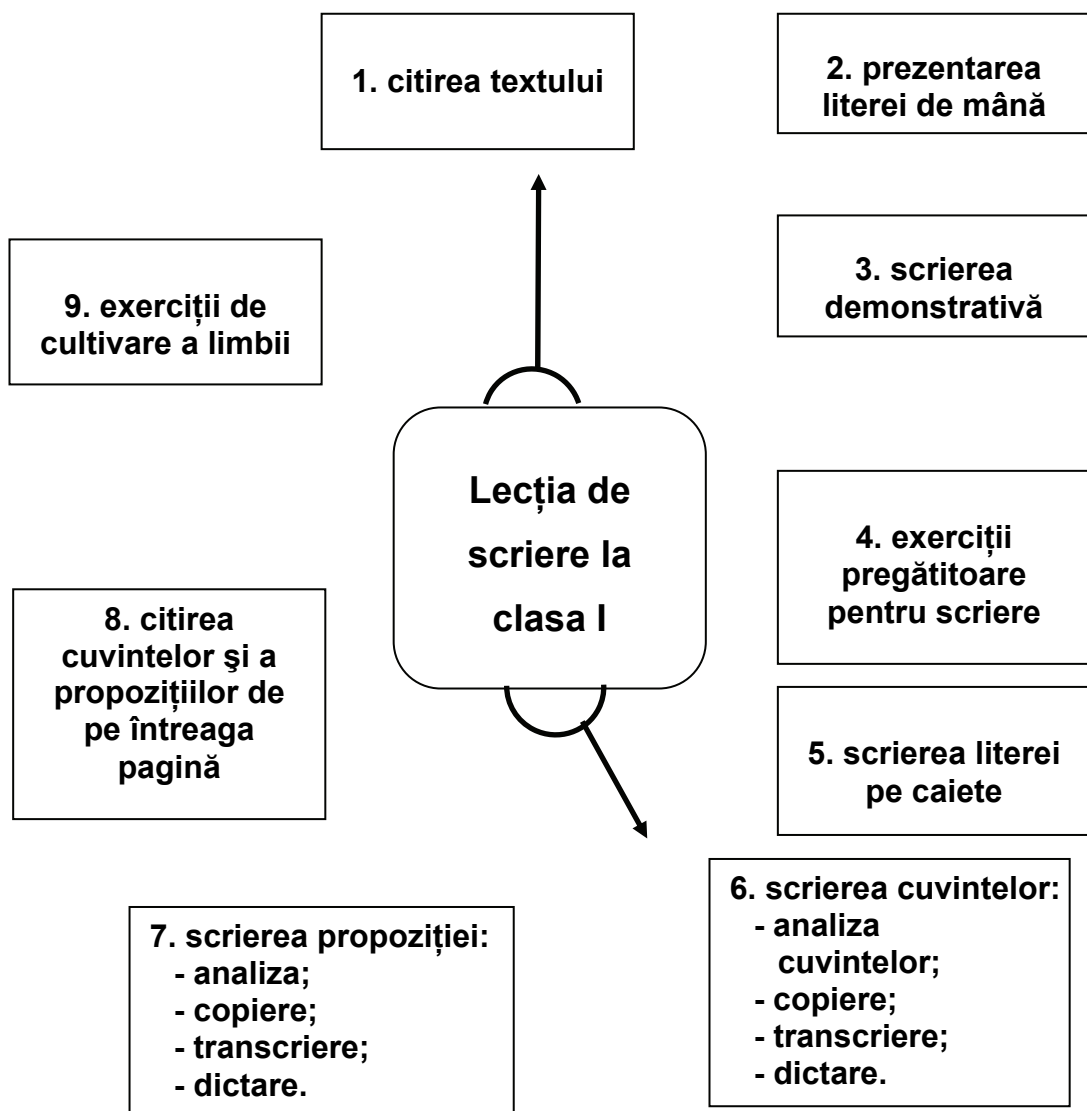 1. citirea textului
2. prezentarea
literei de mână
3. scrierea
demonstrativă
9. exerciții de
cultivare a limbii
Lecția de
scriere la
clasa I
4. exerciții
pregătitoare
pentru scriere
8. citirea
cuvintelor şi a
propozițiilor de
pe întreaga
pagină
5. scrierea literei
pe caiete
6. scrierea cuvintelor:
- analiza
cuvintelor;
- copiere;
- transcriere;
- dictare.
7. scrierea propoziției:
- analiza;
- copiere;
- transcriere;
- dictare.